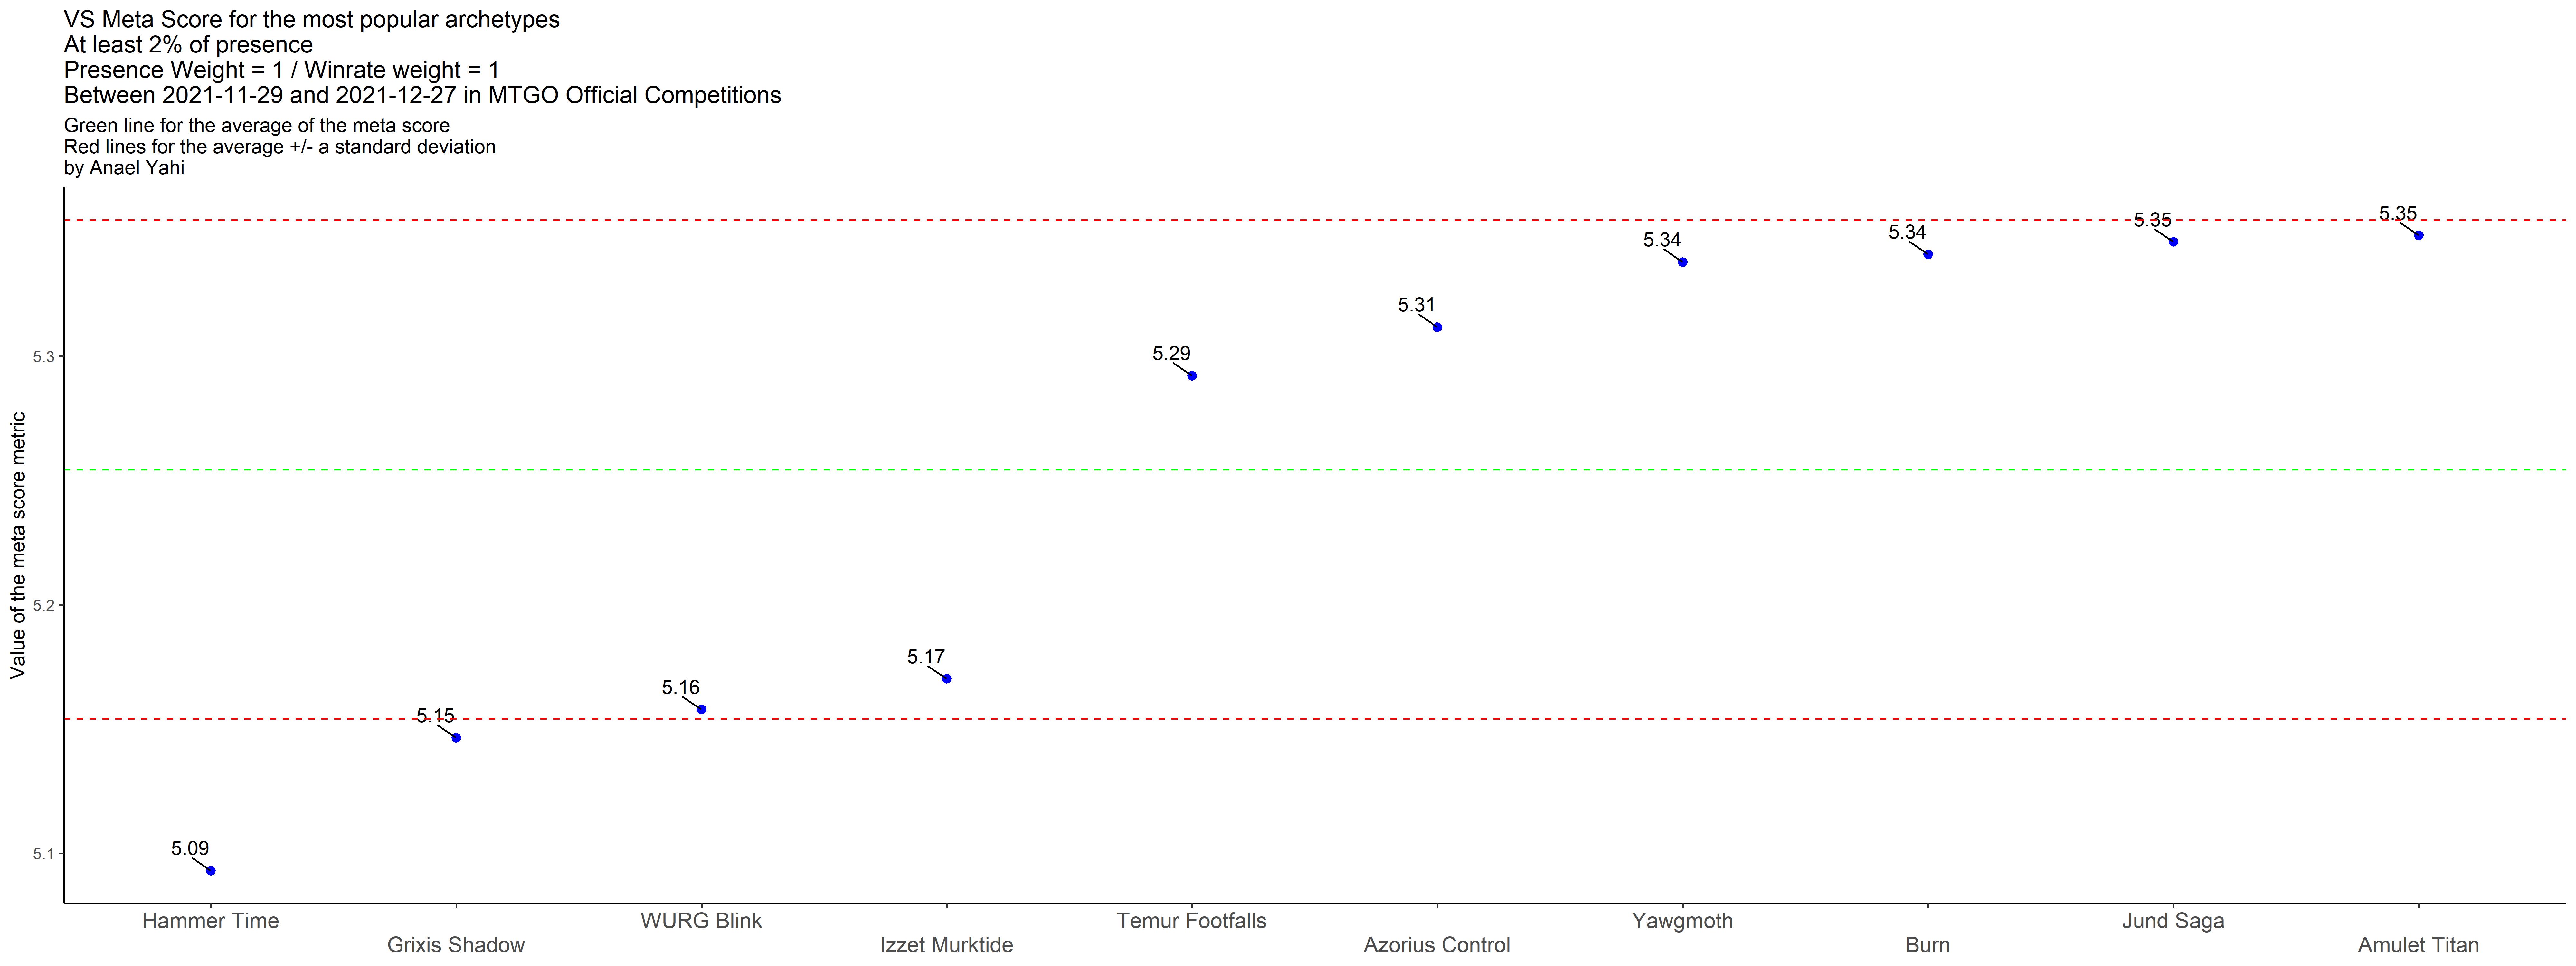 VS Meta Score for the most popular archetypes
At least 2% of presence
Presence Weight = 1 / Winrate weight = 1
Between 2021-11-29 and 2021-12-27 in MTGO Official Competitions
Green line for the average of the meta score
Red lines for the average +/- a standard deviation
by Anael Yahi
Value of the meta score metric
5.3
5.2
5.1
5.09
5.15
5.16
5.17
5.29
5.31
5.34
5.34
5.35
5.35
Hammer Time
Grixis Shadow
WURG Blink
Izzet Murktide
Temur Footfalls
Azorius Control
Yawgmoth
Burn
Jund Saga
Amulet Titan